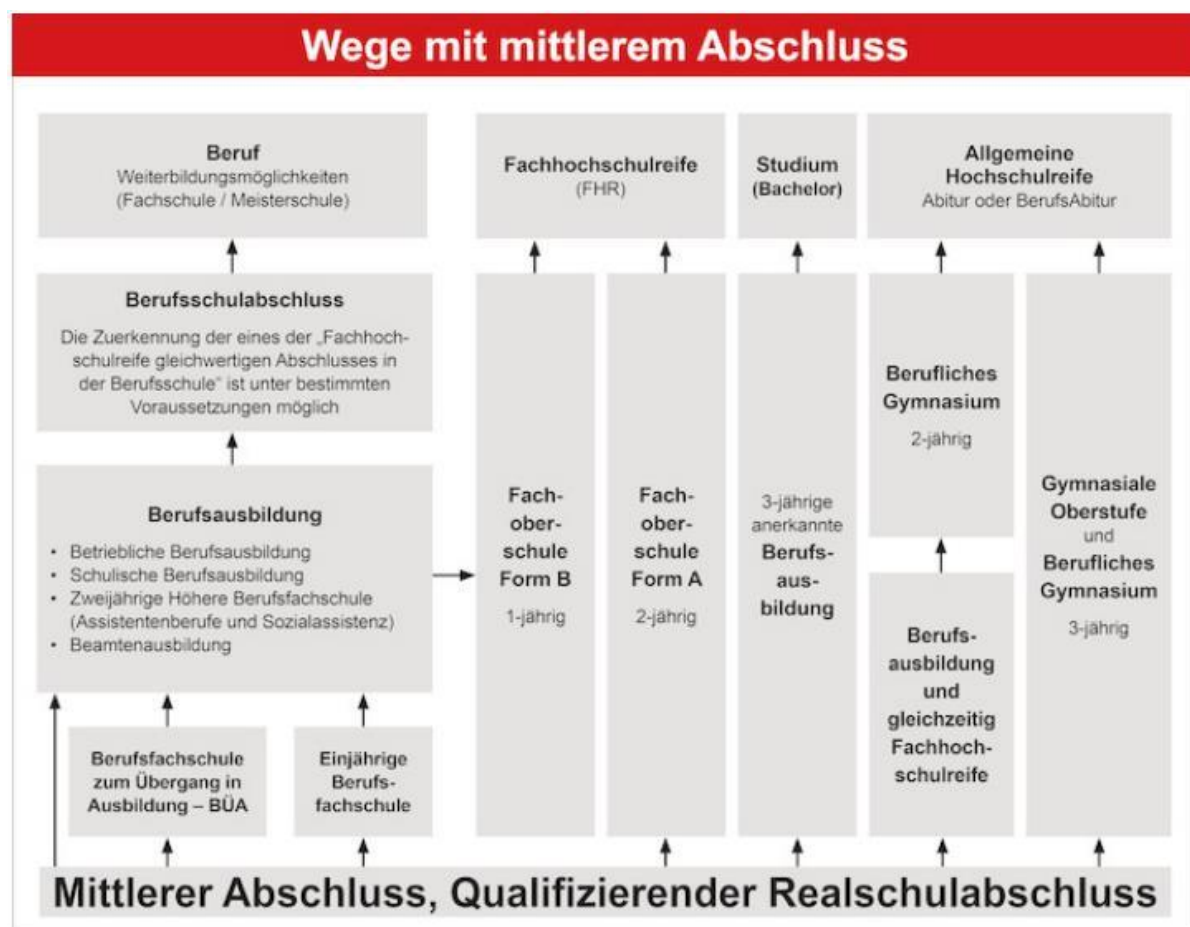 Wege mit mittlerem Abschluss
Beruf
Weiterbildungsmöglichkeiten
(Fachschule / Meisterschule)
Fachhochschulreife
(FHR)
Studium
(Bachelor)
Allgemeine
Hochschulreife
Abitur oder BerufsAbitur
Berufsschulabschluss
Die Zuerkennung der eines der „Fachhoch-
schulreife gleichwertigen Abschlusses in
der Berufsschule“ ist unter bestimmten
Voraussetzungen möglich
Berufsausbildung
• Betriebliche Berufsausbildung
• Schulische Berufsausbildung
• Zweijährige Höhere Berufsfachschule
(Assistentenberufe und Sozialassistenz)
• Beamtenausbildung
Berufsfachschule
zum Übergang in
Ausbildung – BÜA
Einjährige
Berufs-
fachschule
Fach-
ober-
schule
Form B
1-jährig
Fach-
ober-
schule
Form A
2-jährig
3-jährige
anerkannte
Berufs-
aus-
bildung
Berufliches
Gymnasium
2-jährig
Berufs-
ausbildung
und
gleichzeitig
Fachhoch-
schulreife
Gymnasiale
Oberstufe
und
Berufliches
Gymnasium
3-jährig
Mittlerer Abschluss, Qualifizierender Realschulabschluss